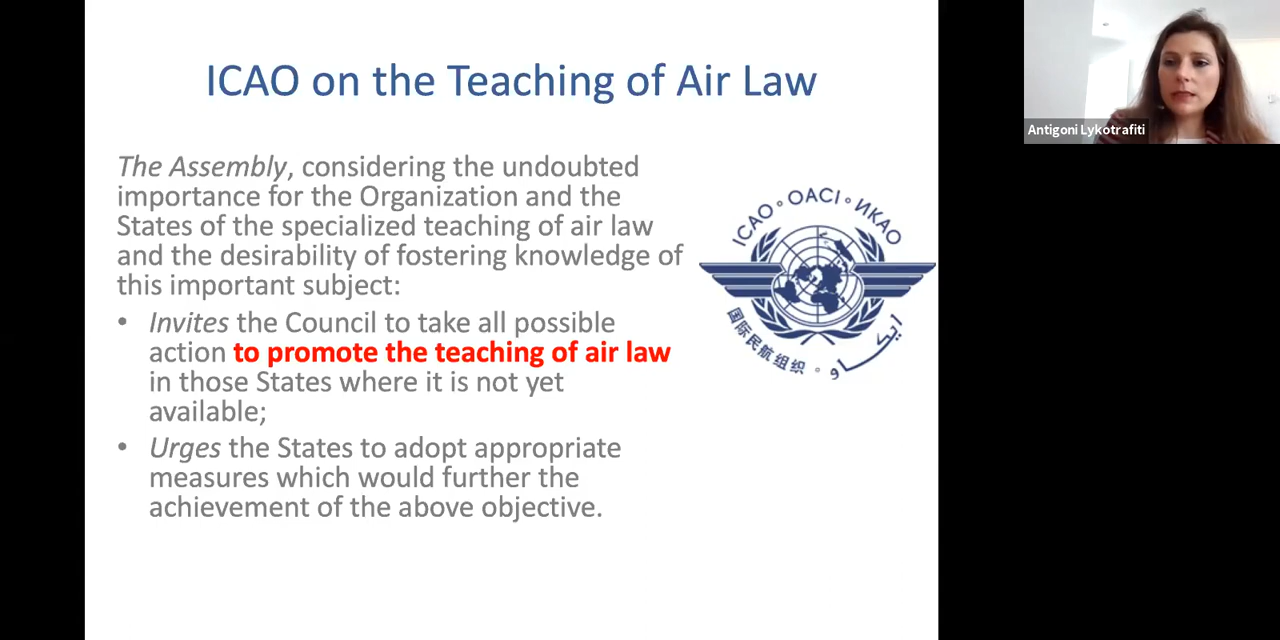 ICAO on the Teaching of Air Law
Antigoni Lykotrafiti
The Assembly, considering the undoubted
importance for the Organization and the
States of the specialized teaching of air law
and the desirability of fostering knowledge of
this important subject:
• Invites the Council to take all possible
action to promote the teaching of air law
in those States where it is not yet
available;
• Urges the States to adopt appropriate
measures which would further the
achievement of the above objective.
ICAO ◦ OACI ◦ ИКАО
国际民航组织 ◦ ايكاو